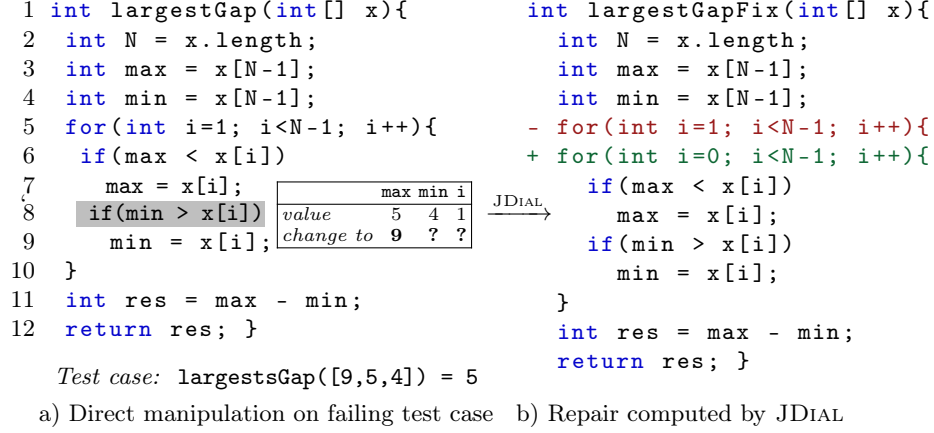 1 int largestGap(int[] x){
2 int N = x.length;
3 int max = x[N-1];
4 int min = x[N-1];
5 for(int i=1; i<N-1; i++){
6 if(max < x[i])
7 max = x[i];
8 if(min > x[i])
9 min = x[i];
10 }
11 int res = max - min;
12 return res; }
max min i
value 5 4 1
change to 9 ? ?
JDIAL
Test case: largestsGap([9,5,4]) = 5
a) Direct manipulation on failing test case
int largestGapFix(int[] x){
int N = x.length;
int max = x[N-1];
int min = x[N-1];
- for(int i=1; i<N-1; i++){
+ for(int i=0; i<N-1; i++){
if(max < x[i])
max = x[i];
if(min > x[i])
min = x[i];
}
int res = max - min;
return res; }
b) Repair computed by JDIAL